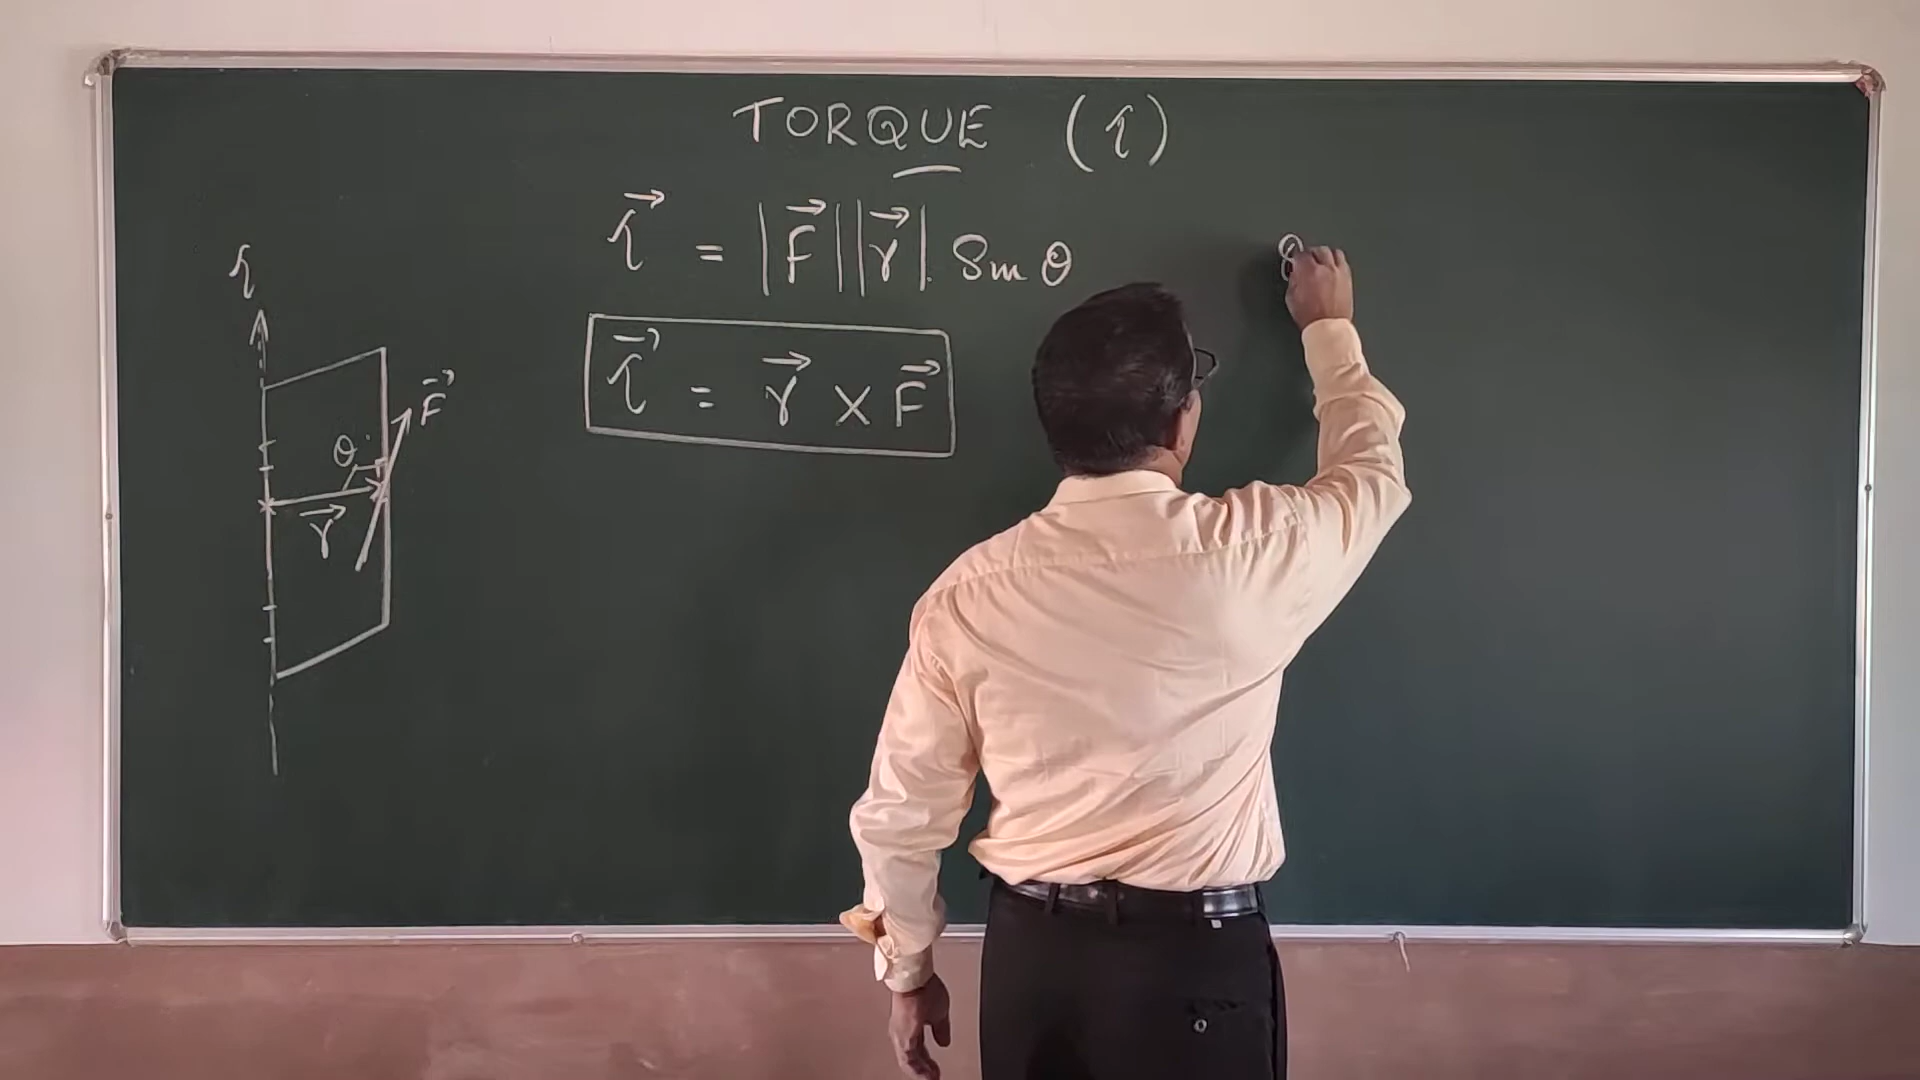 TORQUE (τ)
τ⃗ = |F⃗||r⃗|. Sin θ
τ⃗ = r⃗ × F⃗
τ
F⃗
θ
r⃗